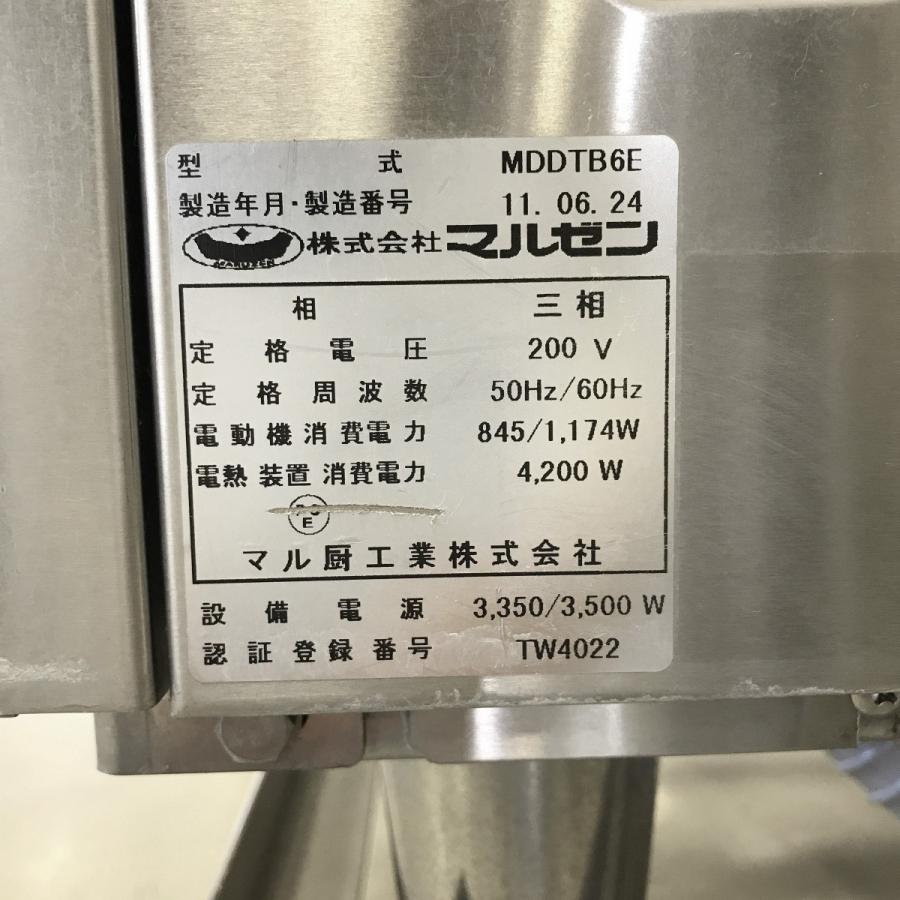 型式 MDDTB6E
製造年月・製造番号 11.06.24
MARUZEN 株式会社マルゼン
相 三相
定格電圧 200 V
定格周波数 50Hz/60Hz
電動機消費電力 845/1,174W
電熱装置消費電力 4,200 W
E
マル厨工業株式会社
設備電源 3,350/3,500 W
認証登録番号 TW4022